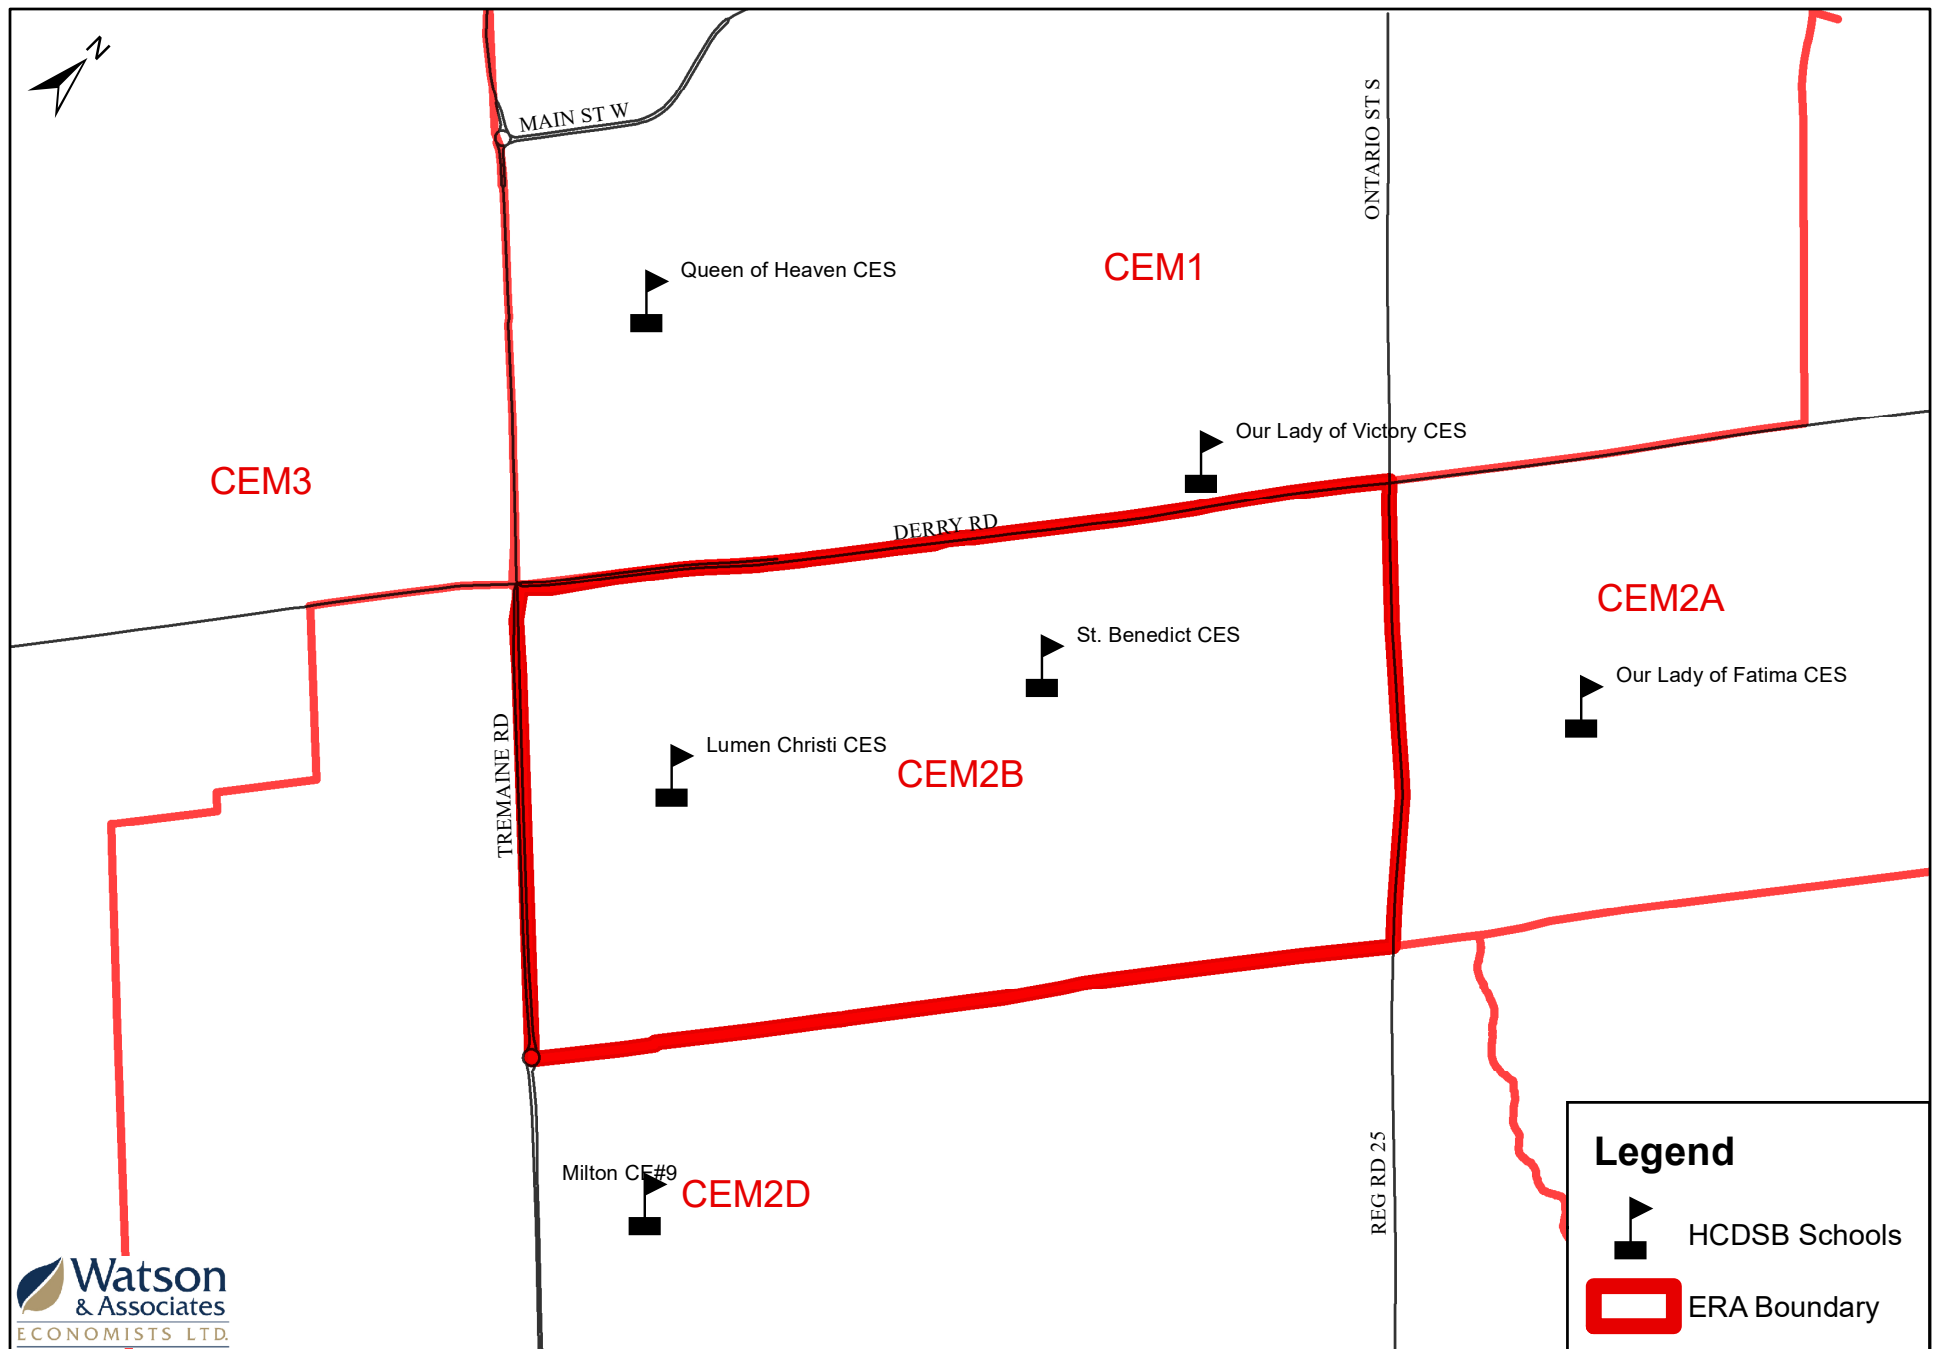 N
MAIN ST W
ONTARIO ST S
Queen of Heaven CES
CEM1
Our Lady of Victory CES
CEM3
DERRY RD
CEM2A
St. Benedict CES
Our Lady of Fatima CES
TREMAINE RD
Lumen Christi CES
CEM2B
Milton CE#9
CEM2D
REG RD 25
Legend
HCDSB Schools
ERA Boundary
Watson
& Associates
ECONOMISTS LTD.